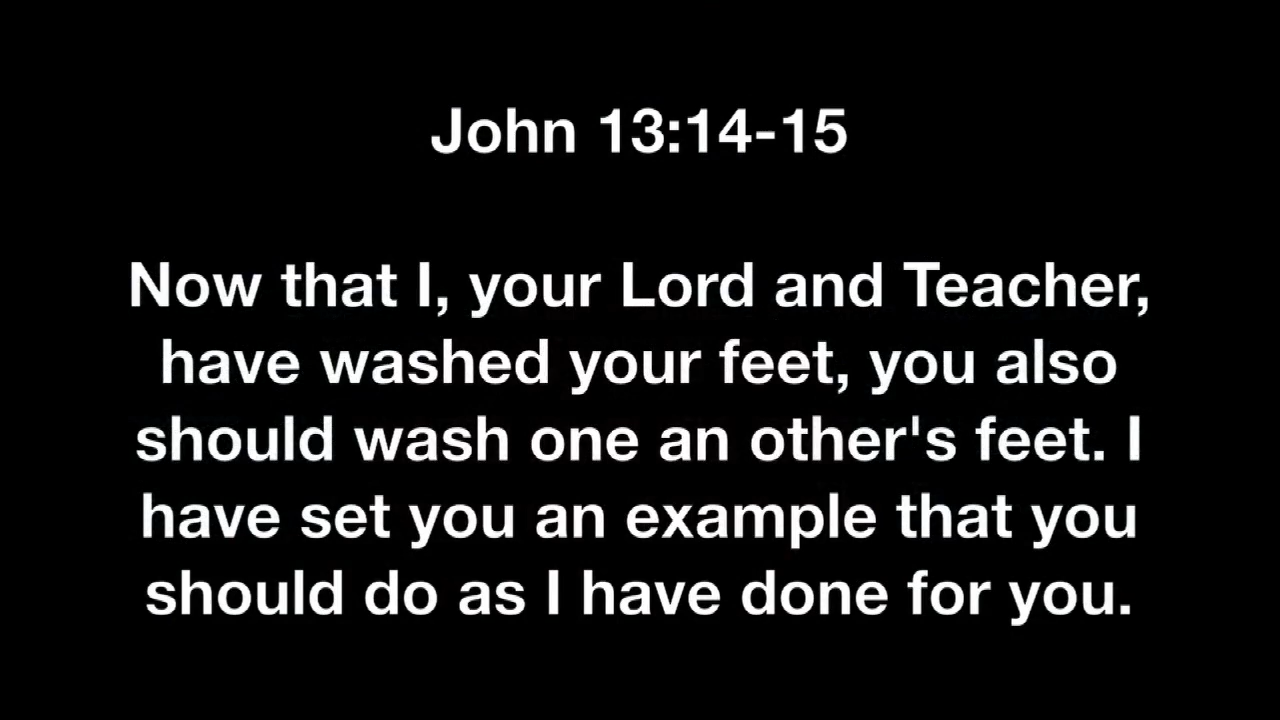 John 13:14-15
Now that I, your Lord and Teacher,
have washed your feet, you also
should wash one an other's feet. I
have set you an example that you
should do as I have done for you.